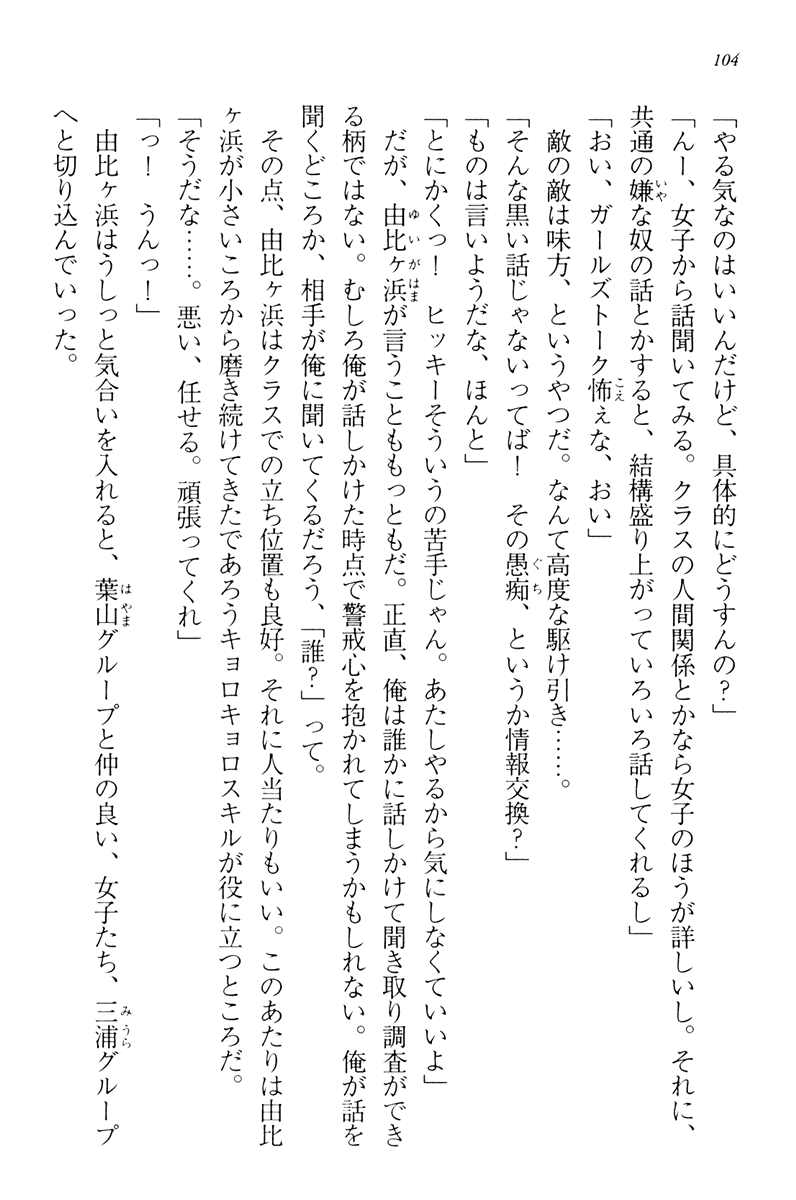 104
「やる気なのはいいんだけど、具体的にどうすんの？」
「んー、女子から話聞いてみる。クラスの人間関係とかなら女子のほうが詳しいし。それに、
共通の嫌な奴の話とかすると、結構盛り上がっていろいろ話してくれるし」
「おい、ガールズトーク怖ぇな、おい」
　敵の敵は味方、というやつだ。なんて高度な駆け引き……。
「そんな黒い話じゃないってば！　その愚痴、というか情報交換？」
「ものは言いようだな、ほんと」
「とにかくっ！　ヒッキーそういうの苦手じゃん。あたしやるから気にしなくていいよ」
　だが、由比ヶ浜が言うことももっともだ。正直、俺は誰かに話しかけて聞き取り調査ができ
る柄ではない。むしろ俺が話しかけた時点で警戒心を抱かれてしまうかもしれない。俺が話を
聞くどころか、相手が俺に聞いてくるだろう、「誰？」って。
　その点、由比ヶ浜はクラスでの立ち位置も良好。それに人当たりもいい。このあたりは由比
ヶ浜が小さいころから磨き続けてきたであろうキョロキョロスキルが役に立つところだ。
「そうだな……。悪い、任せる。頑張ってくれ」
「っ！　うんっ！」
　由比ヶ浜はうしっと気合いを入れると、葉山グループと仲の良い、女子たち、三浦グループ
へと切り込んでいった。